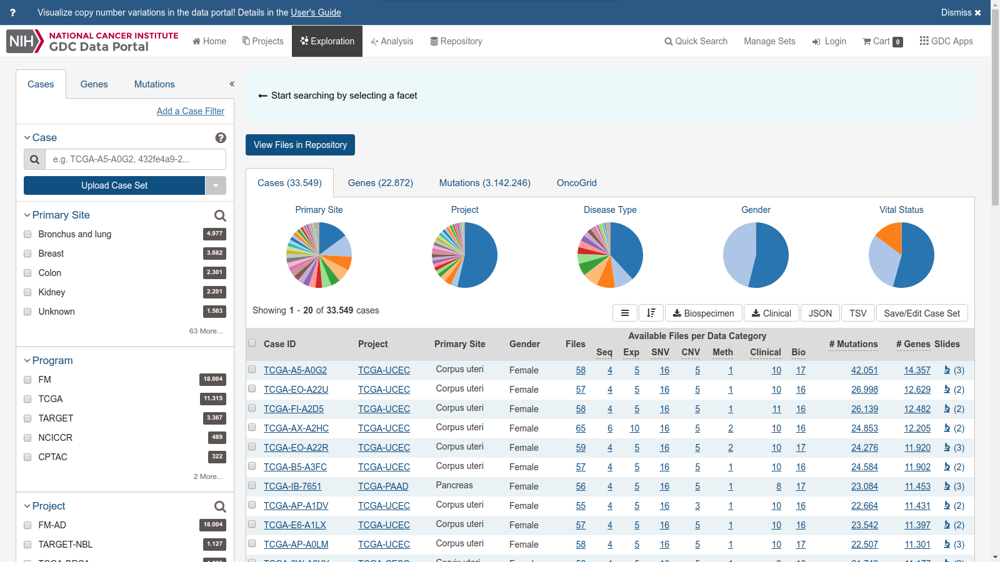 ? Visualize copy number variations in the data portal! Details in the User's Guide Dismiss ×
NIH NATIONAL CANCER INSTITUTE
GDC Data Portal
Home Projects Exploration Analysis Repository Quick Search Manage Sets Login Cart 0 GDC Apps
Cases Genes Mutations «
Add a Case Filter
Case ?
e.g. TCGA-A5-A0G2, 432fe4a9-2...
Upload Case Set
Primary Site
Bronchus and lung 4.977
Breast 3.682
Colon 2.301
Kidney 2.201
Unknown 1.563
63 More...
Program
FM 18.004
TCGA 11.315
TARGET 3.367
NCICCR 489
CPTAC 322
2 More...
Project
FM-AD 18.004
TARGET-NBL 1.127
Start searching by selecting a facet
View Files in Repository
Cases (33.549) Genes (22.872) Mutations (3.142.246) OncoGrid
Primary Site Project Disease Type Gender Vital Status
Showing 1 - 20 of 33.549 cases Biospecimen Clinical JSON TSV Save/Edit Case Set
Case ID Project Primary Site Gender Files Available Files per Data Category # Mutations # Genes Slides
Seq Exp SNV CNV Meth Clinical Bio
TCGA-A5-A0G2 TCGA-UCEC Corpus uteri Female 58 4 5 16 5 1 10 17 42.051 14.357 (3)
TCGA-EO-A22U TCGA-UCEC Corpus uteri Female 57 4 5 16 5 1 10 16 26.998 12.629 (2)
TCGA-FI-A2D5 TCGA-UCEC Corpus uteri Female 58 4 5 16 5 1 11 16 26.139 12.482 (2)
TCGA-AX-A2HC TCGA-UCEC Corpus uteri Female 65 6 10 16 5 2 10 16 24.853 12.205 (2)
TCGA-EO-A22R TCGA-UCEC Corpus uteri Female 59 4 5 16 5 2 10 17 24.276 11.920 (3)
TCGA-B5-A3FC TCGA-UCEC Corpus uteri Female 57 4 5 16 5 1 10 16 24.584 11.902 (2)
TCGA-IB-7651 TCGA-PAAD Pancreas Female 56 4 5 16 5 1 8 17 23.084 11.453 (3)
TCGA-AP-A1DV TCGA-UCEC Corpus uteri Female 55 4 5 16 3 1 10 16 22.664 11.431 (2)
TCGA-E6-A1LX TCGA-UCEC Corpus uteri Female 57 4 5 16 5 1 10 16 23.542 11.397 (2)
TCGA-AP-A0LM TCGA-UCEC Corpus uteri Female 58 4 5 16 5 1 10 17 22.507 11.301 (3)